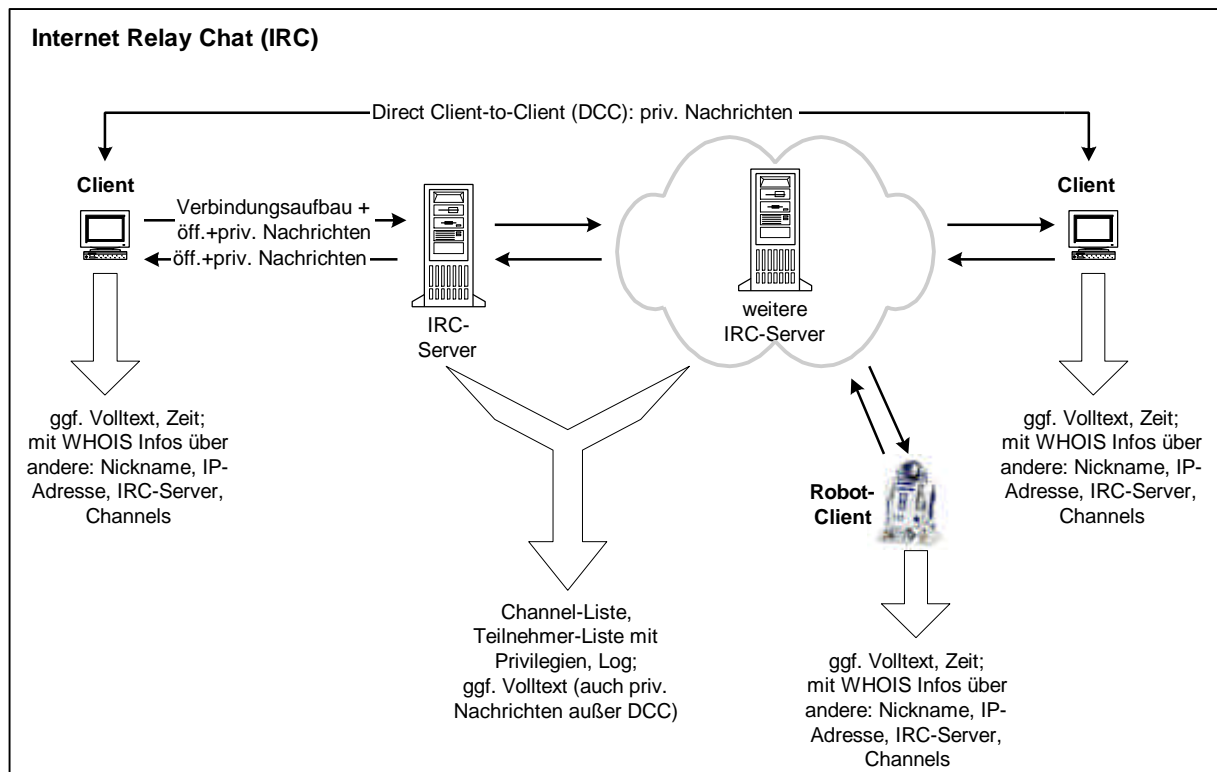 Internet Relay Chat (IRC)
Direct Client-to-Client (DCC): priv. Nachrichten
Client
Verbindungsaufbau +
öff.+priv. Nachrichten
öff.+priv. Nachrichten
IRC-
Server
weitere
IRC-Server
Client
ggf. Volltext, Zeit;
mit WHOIS Infos über
andere: Nickname, IP-
Adresse, IRC-Server,
Channels
Channel-Liste,
Teilnehmer-Liste mit
Privilegien, Log;
ggf. Volltext (auch priv.
Nachrichten außer DCC)
Robot-
Client
ggf. Volltext, Zeit;
mit WHOIS Infos über
andere: Nickname, IP-
Adresse, IRC-Server,
Channels
ggf. Volltext, Zeit;
mit WHOIS Infos über
andere: Nickname, IP-
Adresse, IRC-Server,
Channels